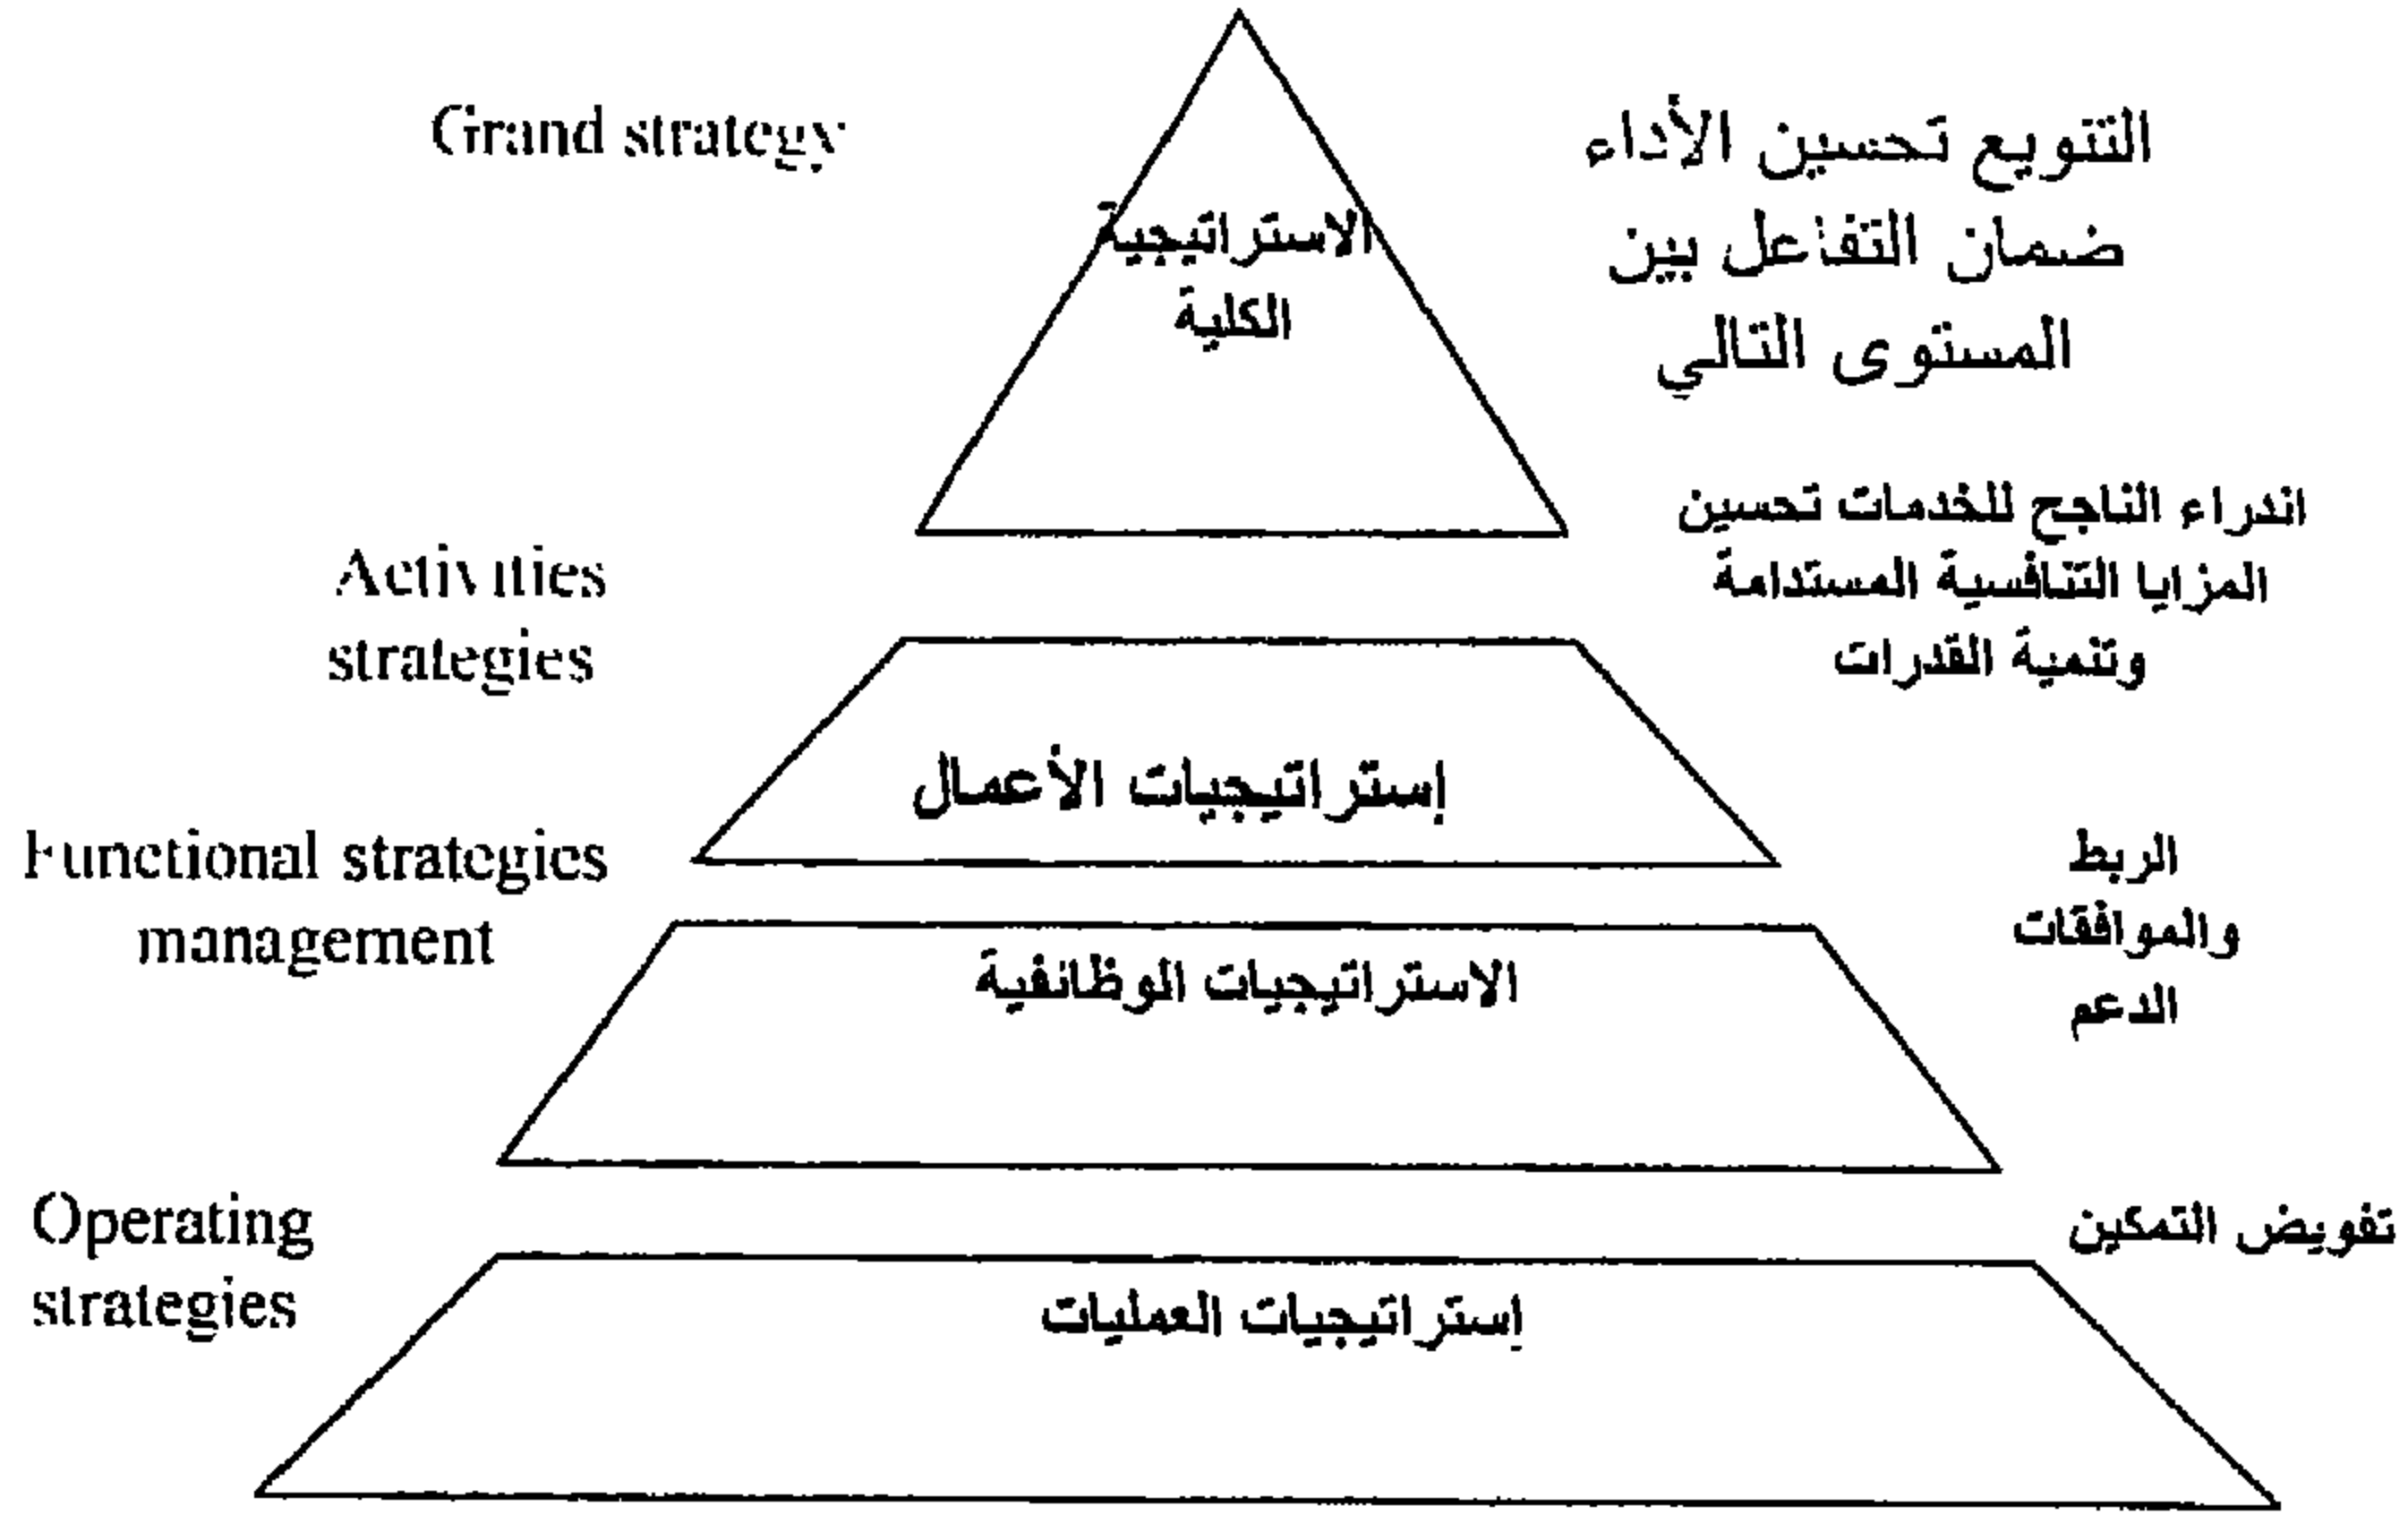 Grand strategy
التنويع تحسين الأداء
ضمان التفاعل بين
المستوى التالي
الاستراتيجية
الكلية
Activities
strategies
الناجح للخدمات تحسين
المزايا التنافسية المستدامة
وتنمية القدرات
إستراتيجيات الأعمال
Functional strategies
management
الربط
والموافقات
الدعم
الاستراتيجيات الوظائفية
Operating
strategies
تفويض التمكين
إستراتيجيات العمليات